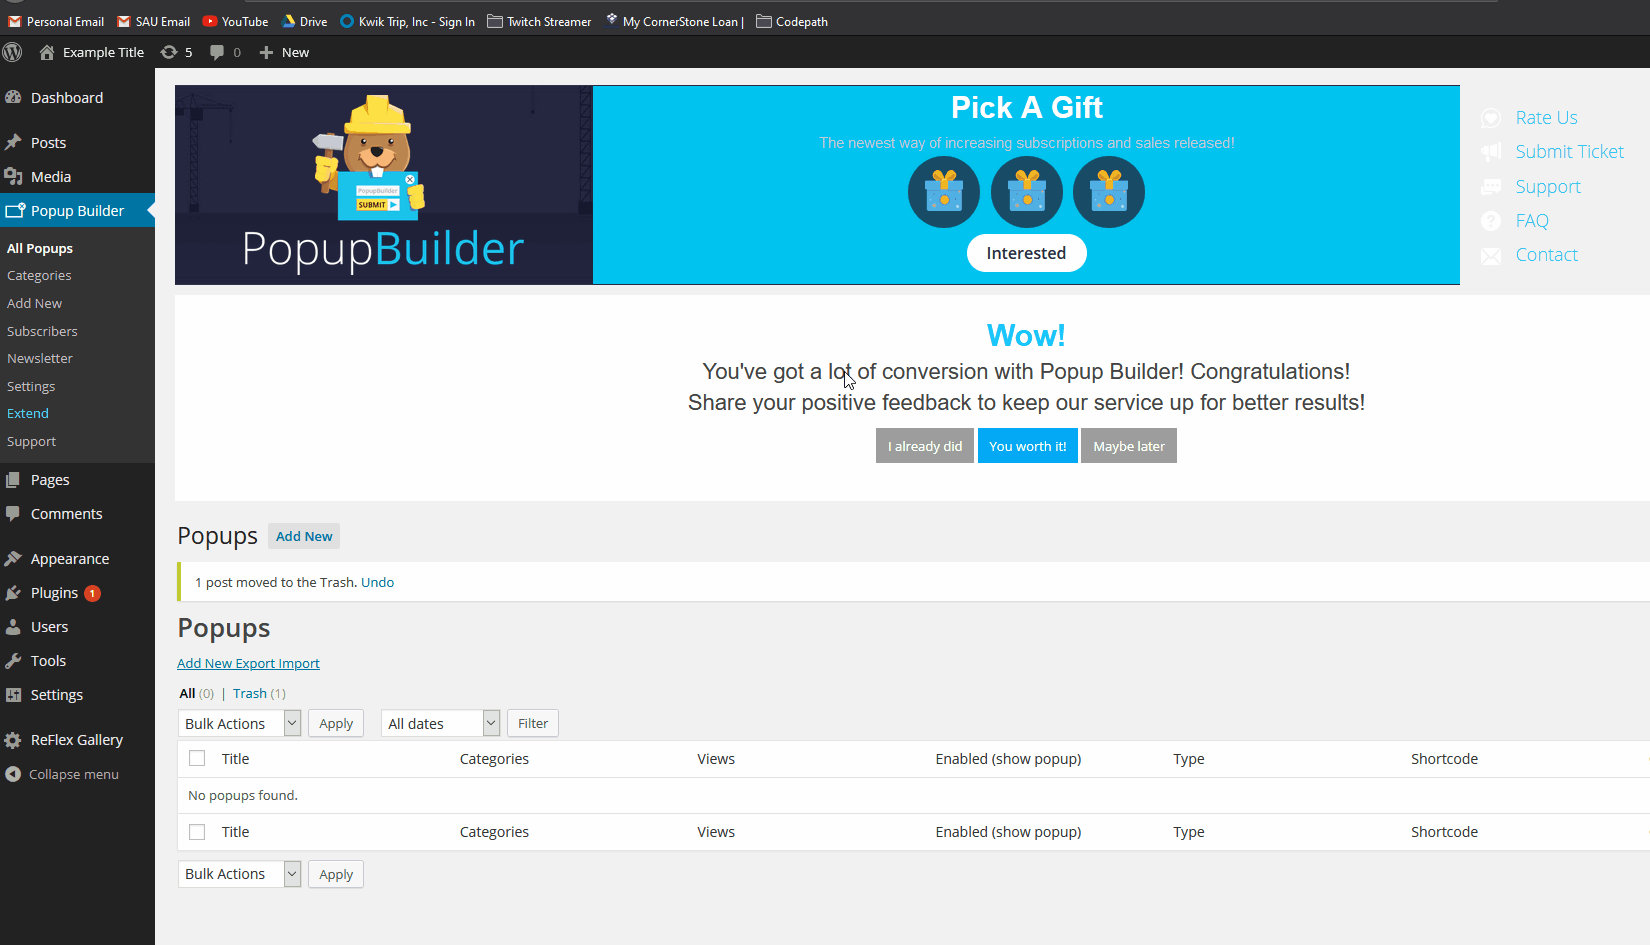 Personal Email SAU Email YouTube Drive Kwik Trip, Inc - Sign In Twitch Streamer My CornerStone Loan | Codepath
Example Title 5 0 New
Dashboard
Posts
Media
Popup Builder
All Popups
Categories
Add New
Subscribers
Newsletter
Settings
Extend
Support
Pages
Comments
Appearance
Plugins 1
Users
Tools
Settings
ReFlex Gallery
Collapse menu
PopupBuilder
SUBMIT
PopupBuilder
Pick A Gift
The newest way of increasing subscriptions and sales released!
Interested
Rate Us
Submit Ticket
Support
FAQ
Contact
Wow!
You've got a lot of conversion with Popup Builder! Congratulations!
Share your positive feedback to keep our service up for better results!
I already did You worth it! Maybe later
Popups Add New
1 post moved to the Trash. Undo
Popups
Add New Export Import
All (0) | Trash (1)
Bulk Actions Apply All dates Filter
Title Categories Views Enabled (show popup) Type Shortcode
No popups found.
Title Categories Views Enabled (show popup) Type Shortcode
Bulk Actions Apply